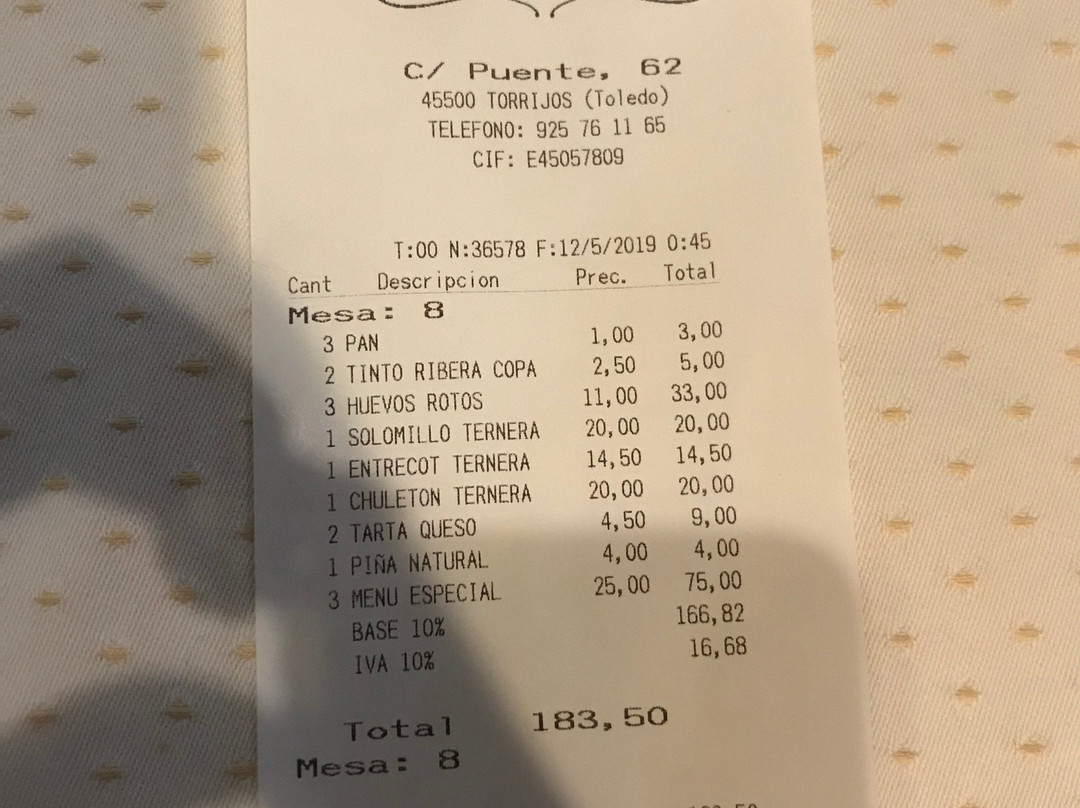 C/ Puente, 62
45500 TORRIJOS (Toledo)
TELEFONO: 925 76 11 65
CIF: E45057809
T:00 N:36578 F:12/5/2019 0:45
Cant Descripcion Prec. Total
Mesa: 8
3 PAN 1,00 3,00
2 TINTO RIBERA COPA 2,50 5,00
3 HUEVOS ROTOS 11,00 33,00
1 SOLOMILLO TERNERA 20,00 20,00
1 ENTRECOT TERNERA 14,50 14,50
1 CHULETON TERNERA 20,00 20,00
2 TARTA QUESO 4,50 9,00
1 PIÑA NATURAL 4,00 4,00
3 MENU ESPECIAL 25,00 75,00
BASE 10% 166,82
IVA 10% 16,68
Total 183,50
Mesa: 8